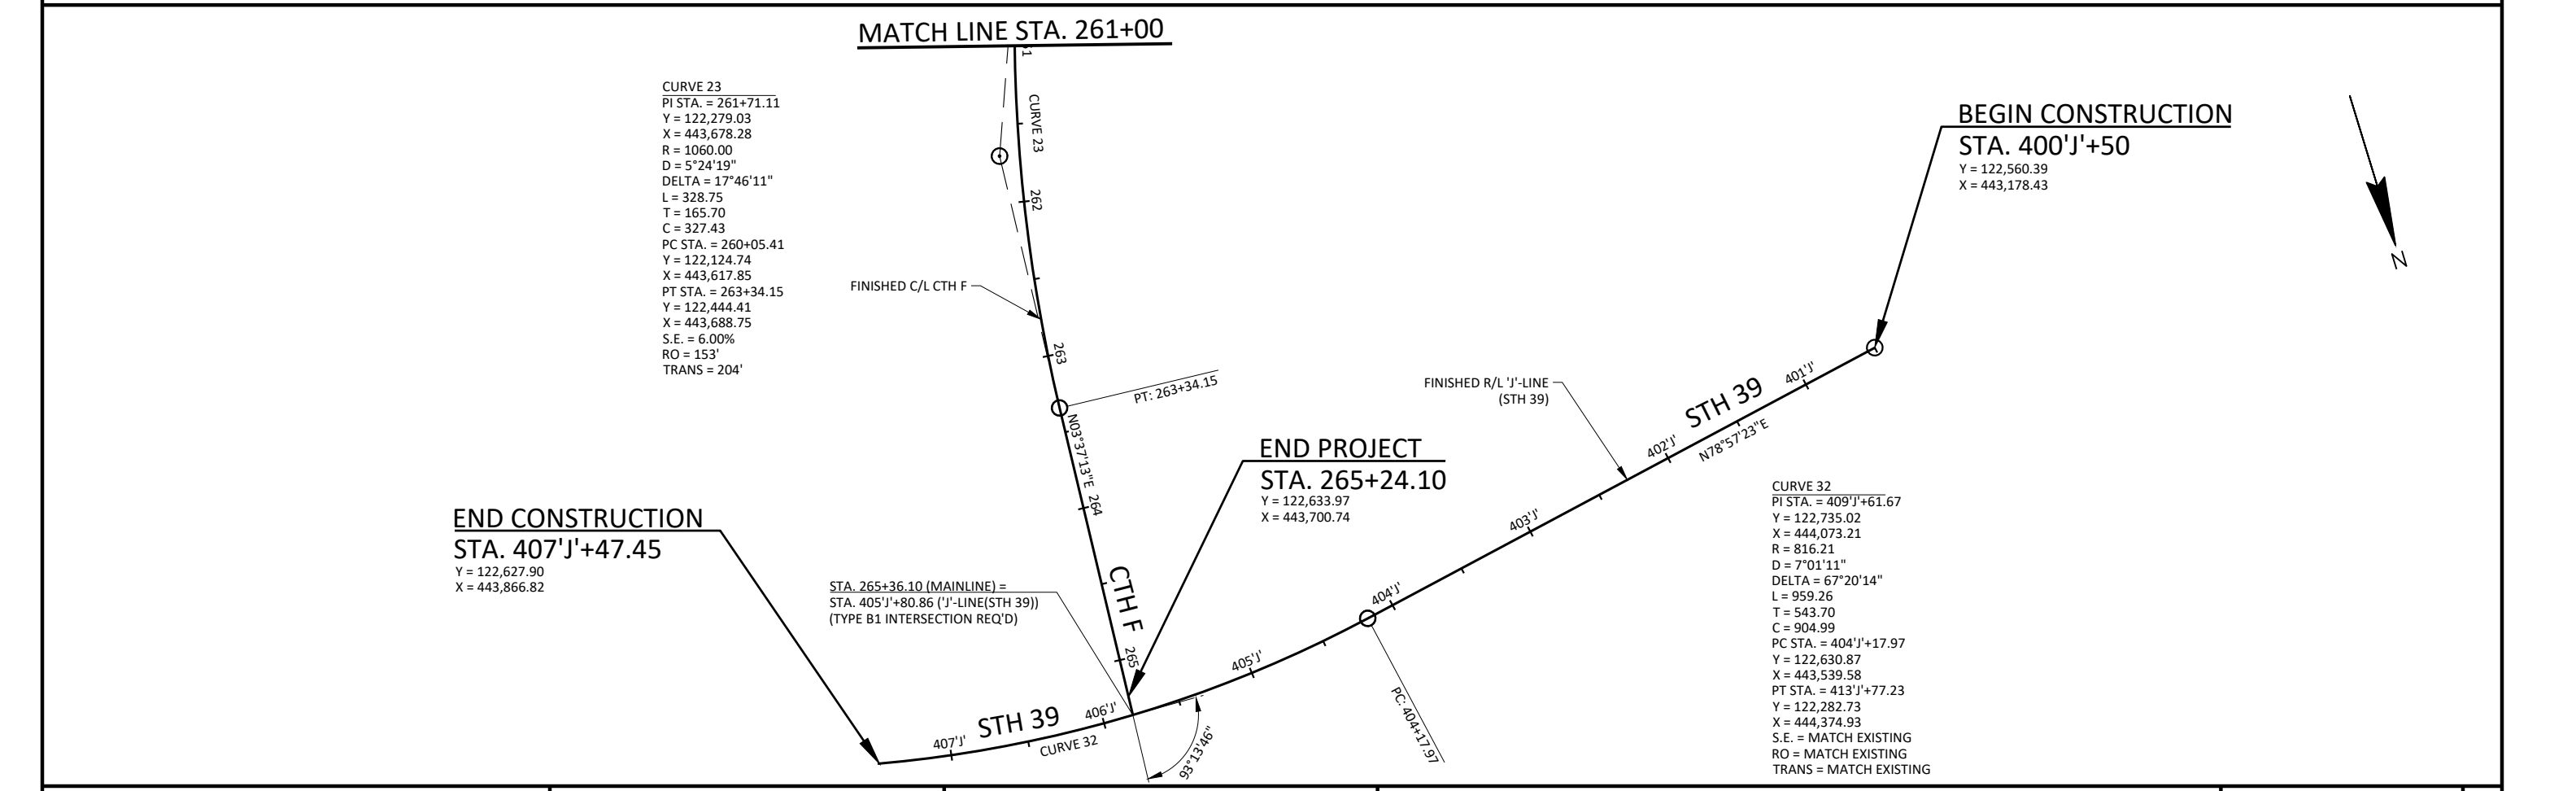 MATCH LINE STA. 261+00
CURVE 23
PI STA. = 261+71.11
Y = 122,279.03
X = 443,678.28
R = 1060.00
D = 5°24'19"
DELTA = 17°46'11"
L = 328.75
T = 165.70
C = 327.43
PC STA. = 260+05.41
Y = 122,124.74
X = 443,617.85
PT STA. = 263+34.15
Y = 122,444.41
X = 443,688.75
S.E. = 6.00%
RO = 153'
TRANS = 204'
CURVE 23
262
FINISHED C/L CTH F
263
PT: 263+34.15
N03°37'13"E
264
CTH F
265
BEGIN CONSTRUCTION
STA. 400'J'+50
Y = 122,560.39
X = 443,178.43
N
FINISHED R/L 'J'-LINE
(STH 39)
401'J'
STH 39
402'J'
N78°57'23"E
403'J'
404'J'
405'J'
PC: 404+17.97
END PROJECT
STA. 265+24.10
Y = 122,633.97
X = 443,700.74
END CONSTRUCTION
STA. 407'J'+47.45
Y = 122,627.90
X = 443,866.82
STA. 265+36.10 (MAINLINE) =
STA. 405'J'+80.86 ('J'-LINE(STH 39))
(TYPE B1 INTERSECTION REQ'D)
406'J'
STH 39
407'J'
CURVE 32
93°13'46"
CURVE 32
PI STA. = 409'J'+61.67
Y = 122,735.02
X = 444,073.21
R = 816.21
D = 7°01'11"
DELTA = 67°20'14"
L = 959.26
T = 543.70
C = 904.99
PC STA. = 404'J'+17.97
Y = 122,630.87
X = 443,539.58
PT STA. = 413'J'+77.23
Y = 122,282.73
X = 444,374.93
S.E. = MATCH EXISTING
RO = MATCH EXISTING
TRANS = MATCH EXISTING